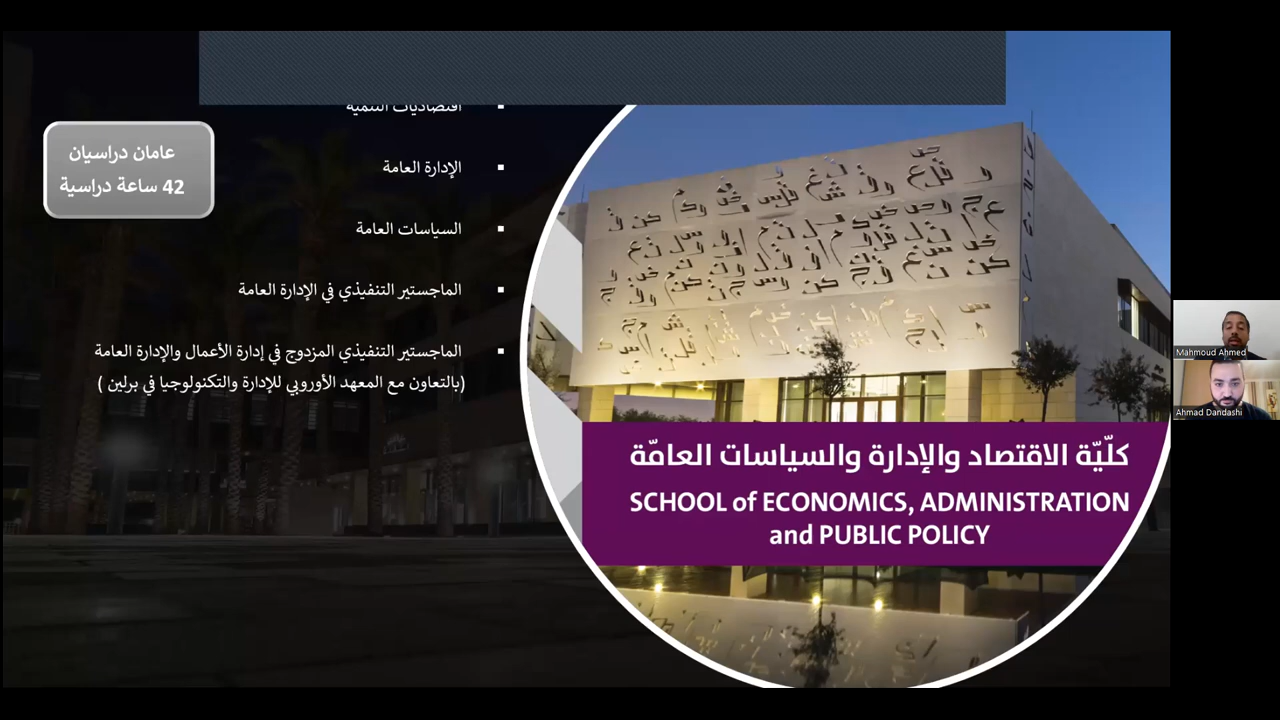 اقتصاديات التنمية
الإدارة العامة
السياسات العامة
الماجستير التنفيذي في الإدارة العامة
الماجستير التنفيذي المزدوج في إدارة الأعمال والإدارة العامة
(بالتعاون مع المعهد الأوروبي للإدارة والتكنولوجيا في برلين )
عامان دراسيان
42 ساعة دراسية
كلّيّة الاقتصاد والإدارة والسياسات العامّة
SCHOOL of ECONOMICS, ADMINISTRATION
and PUBLIC POLICY
Mahmoud Ahmed
Ahmad Dandashi